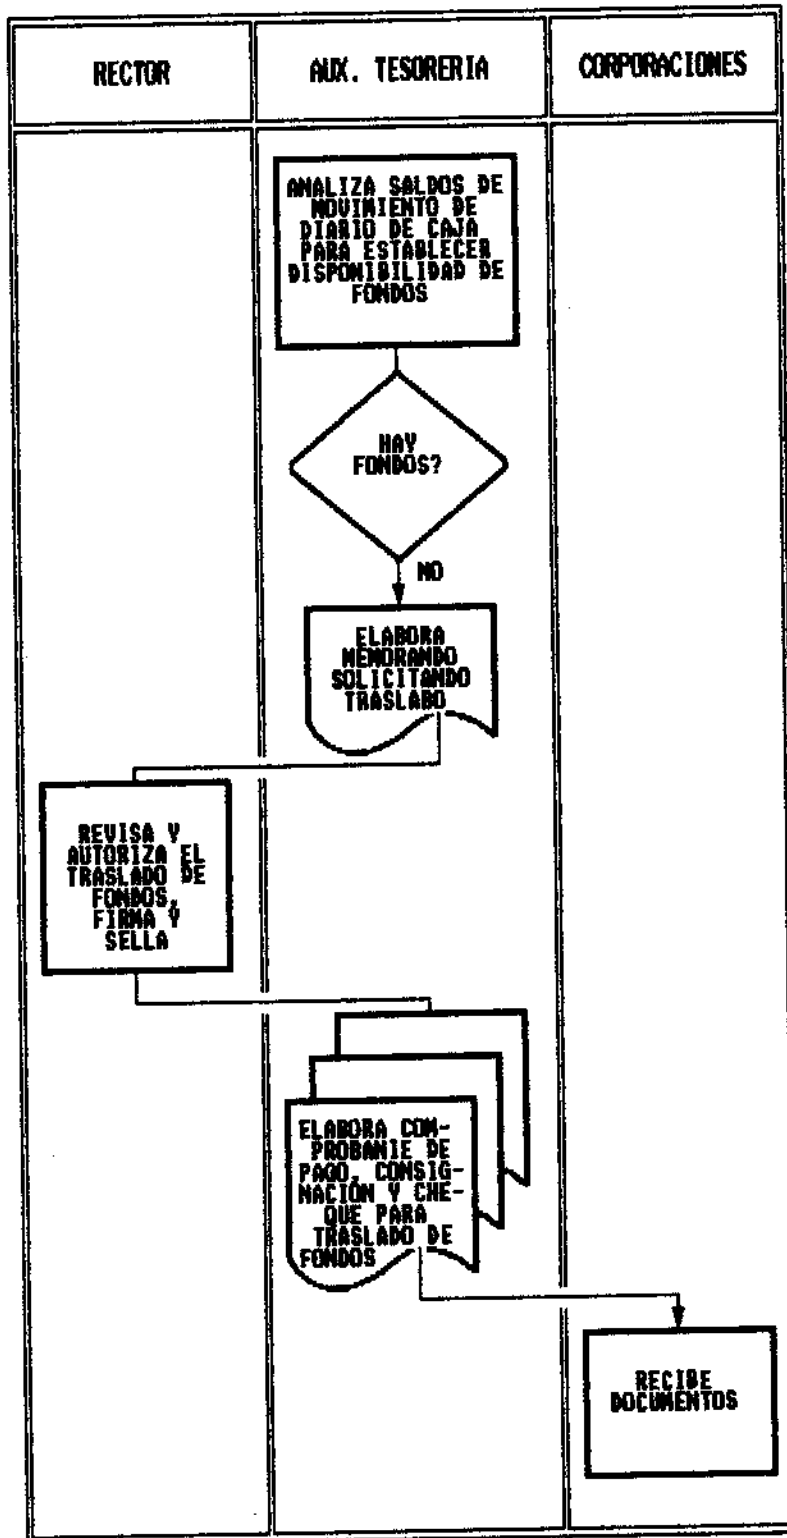 RECTOR
AUX. TESORERIA
CORPORACIONES
ANALIZA SALDOS DE
MOVIMIENTO DE
DIARIO DE CAJA
PARA ESTABLECER
DISPONIBILIDAD DE
FONDOS
HAY
FONDOS?
NO
ELABORA
MEMORANDO
SOLICITANDO
TRASLABO
REVISA Y
AUTORIZA EL
TRASLADO DE
FONDOS,
FIRMA Y
SELLA
ELABORA COM-
PROBANIE DE
PAGO, CONSIG-
NACIÓN Y CHE-
QUE PARA
TRASLADO DE
FONDOS
RECIBE
DOCUMENTOS